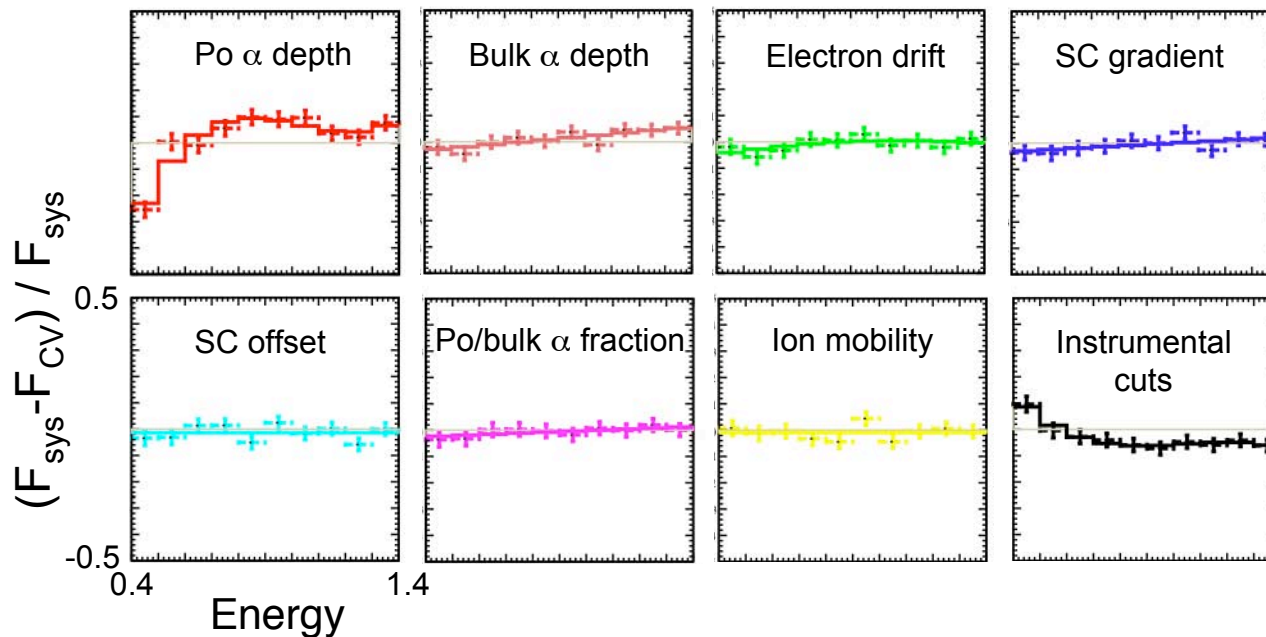 Po α depth
Bulk α depth
Electron drift
SC gradient
(F_sys-F_CV) / F_sys
0.5
SC offset
Po/bulk α fraction
Ion mobility
Instrumental
cuts
-0.5
0.4
1.4
Energy